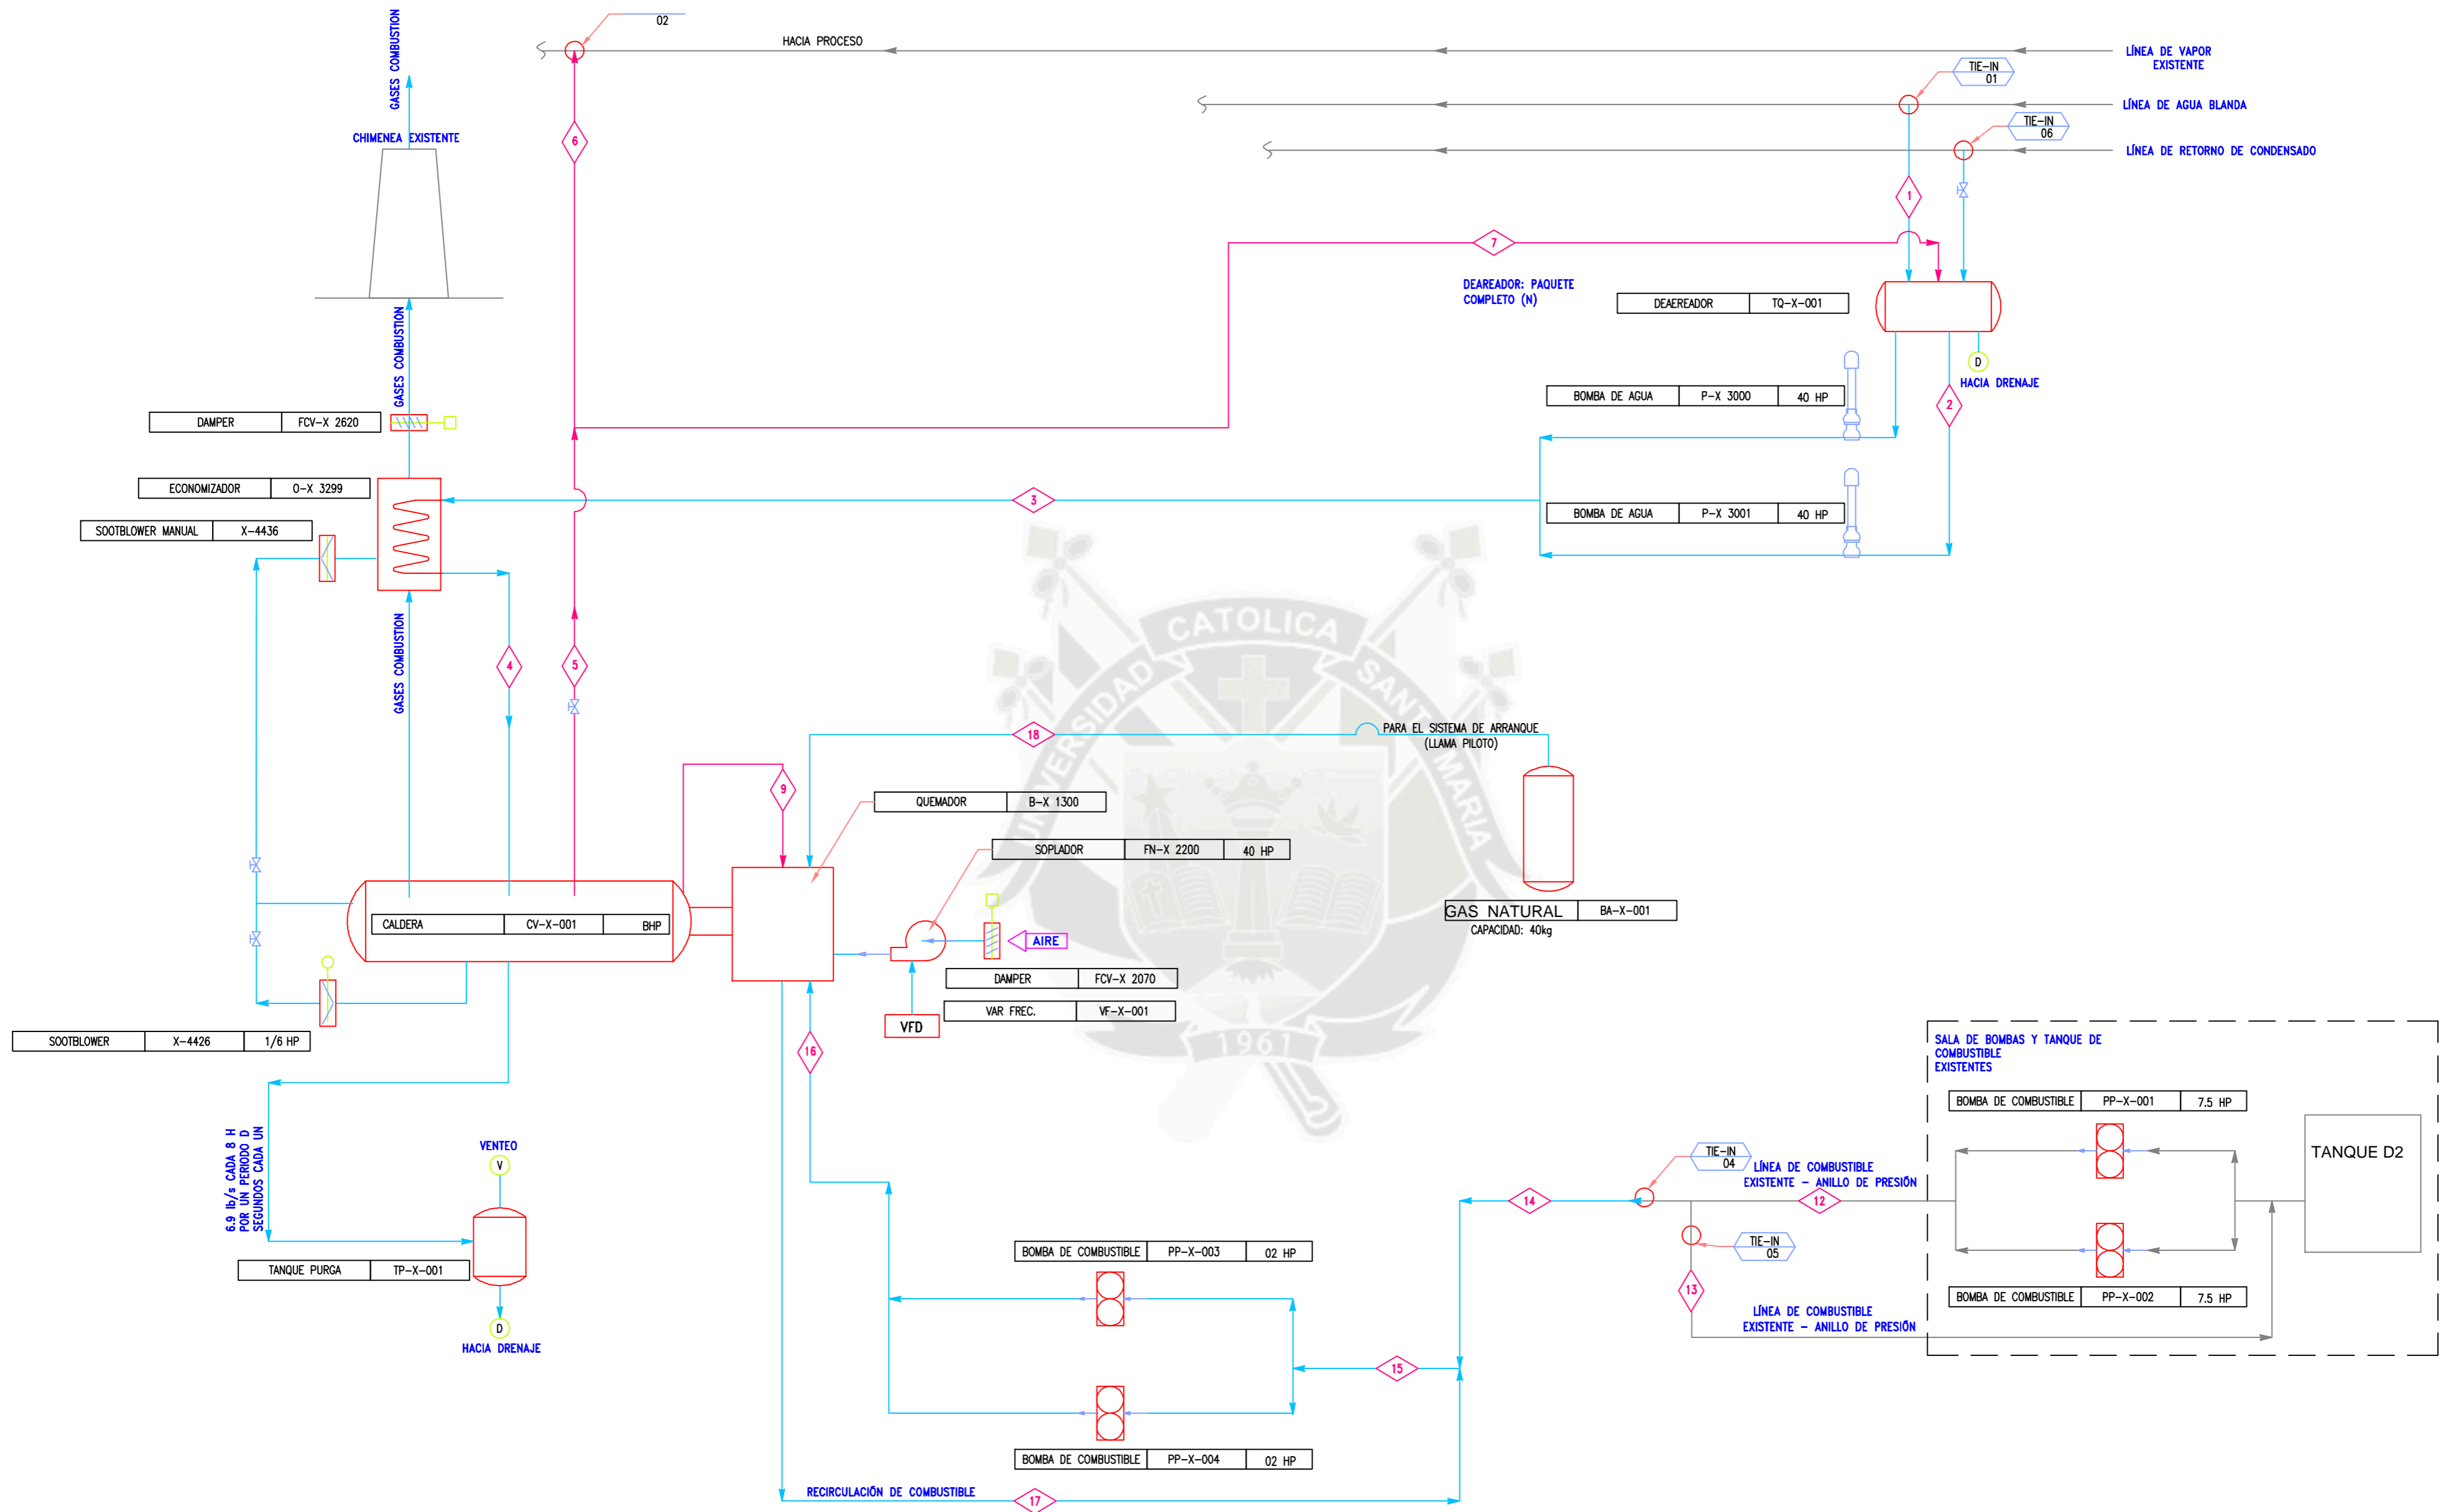 02
HACIA PROCESO
LÍNEA DE VAPOR
EXISTENTE
TIE-IN
01
LÍNEA DE AGUA BLANDA
TIE-IN
06
LÍNEA DE RETORNO DE CONDENSADO
GASES COMBUSTION
CHIMENEA EXISTENTE
6
1
7
DEAREADOR: PAQUETE
COMPLETO (N)
DEAEREADOR TQ-X-001
D
HACIA DRENAJE
GASES COMBUSTION
BOMBA DE AGUA P-X 3000 40 HP
2
DAMPER FCV-X 2620
ECONOMIZADOR O-X 3299
3
BOMBA DE AGUA P-X 3001 40 HP
SOOTBLOWER MANUAL X-4436
GASES COMBUSTION
4
5
UNIVERSIDAD CATOLICA SANTA MARIA
1961
18
PARA EL SISTEMA DE ARRANQUE
(LLAMA PILOTO)
9
QUEMADOR B-X 1300
SOPLADOR FN-X 2200 40 HP
GAS NATURAL BA-X-001
CAPACIDAD: 40kg
CALDERA CV-X-001 BHP
AIRE
DAMPER FCV-X 2070
VAR FREC. VF-X-001
VFD
SOOTBLOWER X-4426 1/6 HP
16
6.9 lb/s CADA 8 H
POR UN PERIODO D
SEGUNDOS CADA UN
VENTEO
V
TANQUE PURGA TP-X-001
D
HACIA DRENAJE
SALA DE BOMBAS Y TANQUE DE
COMBUSTIBLE
EXISTENTES
BOMBA DE COMBUSTIBLE PP-X-001 7.5 HP
TANQUE D2
TIE-IN
04
LÍNEA DE COMBUSTIBLE
EXISTENTE - ANILLO DE PRESIÓN
14
12
TIE-IN
05
BOMBA DE COMBUSTIBLE PP-X-003 02 HP
13
BOMBA DE COMBUSTIBLE PP-X-002 7.5 HP
LÍNEA DE COMBUSTIBLE
EXISTENTE - ANILLO DE PRESIÓN
15
BOMBA DE COMBUSTIBLE PP-X-004 02 HP
RECIRCULACIÓN DE COMBUSTIBLE
17